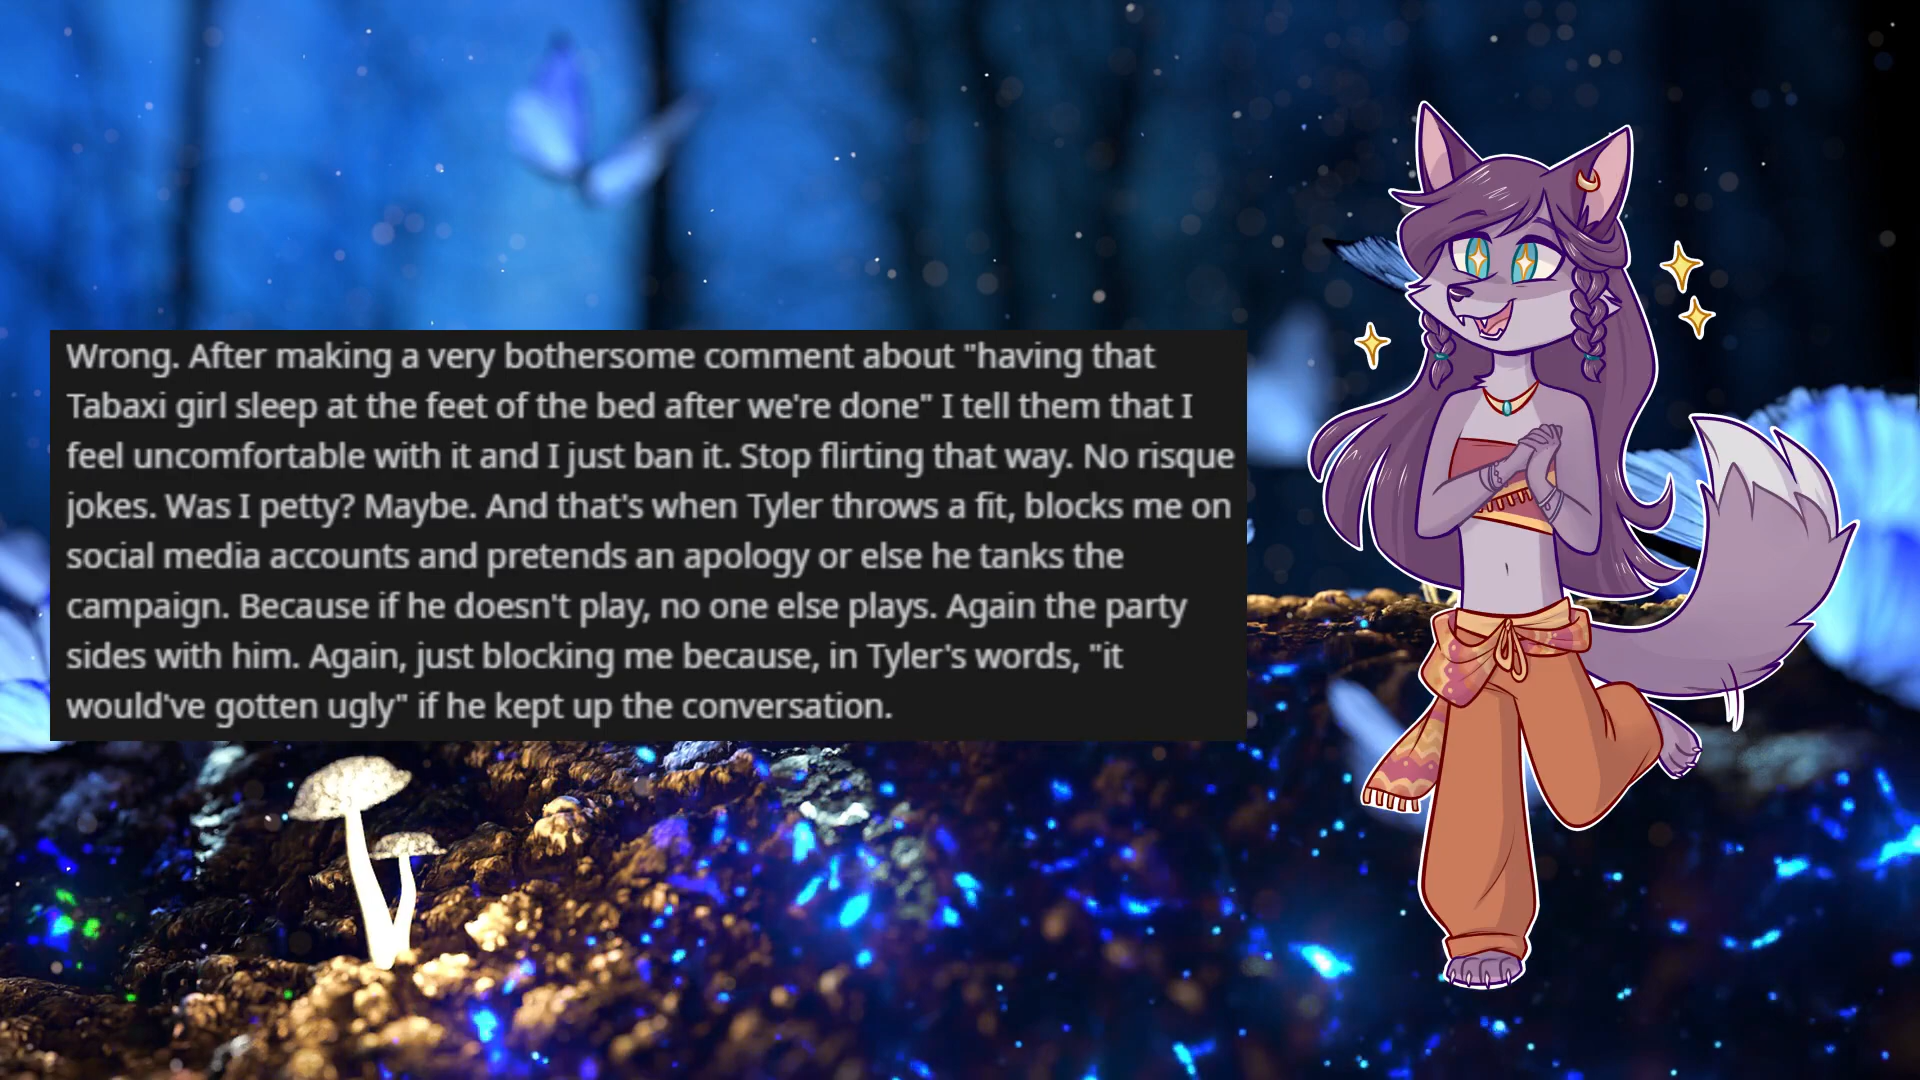 Wrong. After making a very bothersome comment about "having that
Tabaxi girl sleep at the feet of the bed after we're done" I tell them that I
feel uncomfortable with it and I just ban it. Stop flirting that way. No risque
jokes. Was I petty? Maybe. And that's when Tyler throws a fit, blocks me on
social media accounts and pretends an apology or else he tanks the
campaign. Because if he doesn't play, no one else plays. Again the party
sides with him. Again, just blocking me because, in Tyler's words, "it
would've gotten ugly" if he kept up the conversation.